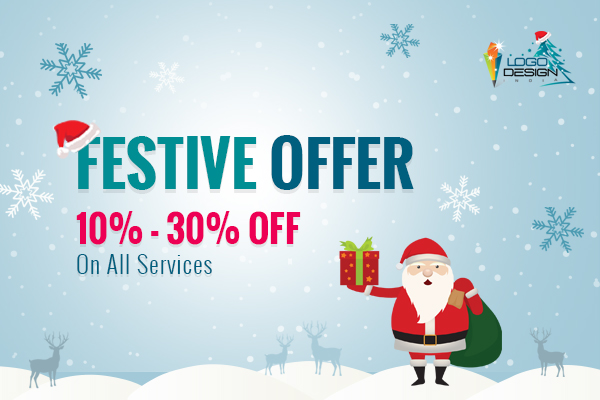 LOGO
DESIGN
INDIA
FESTIVE OFFER
10% - 30% OFF
On All Services